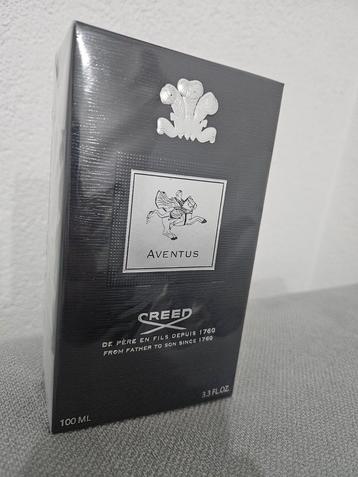 AVENTUS
CREED
DE PÈRE EN FILS DEPUIS 1760
FROM FATHER TO SON SINCE 1760
100 ML
3.3 FL.OZ.